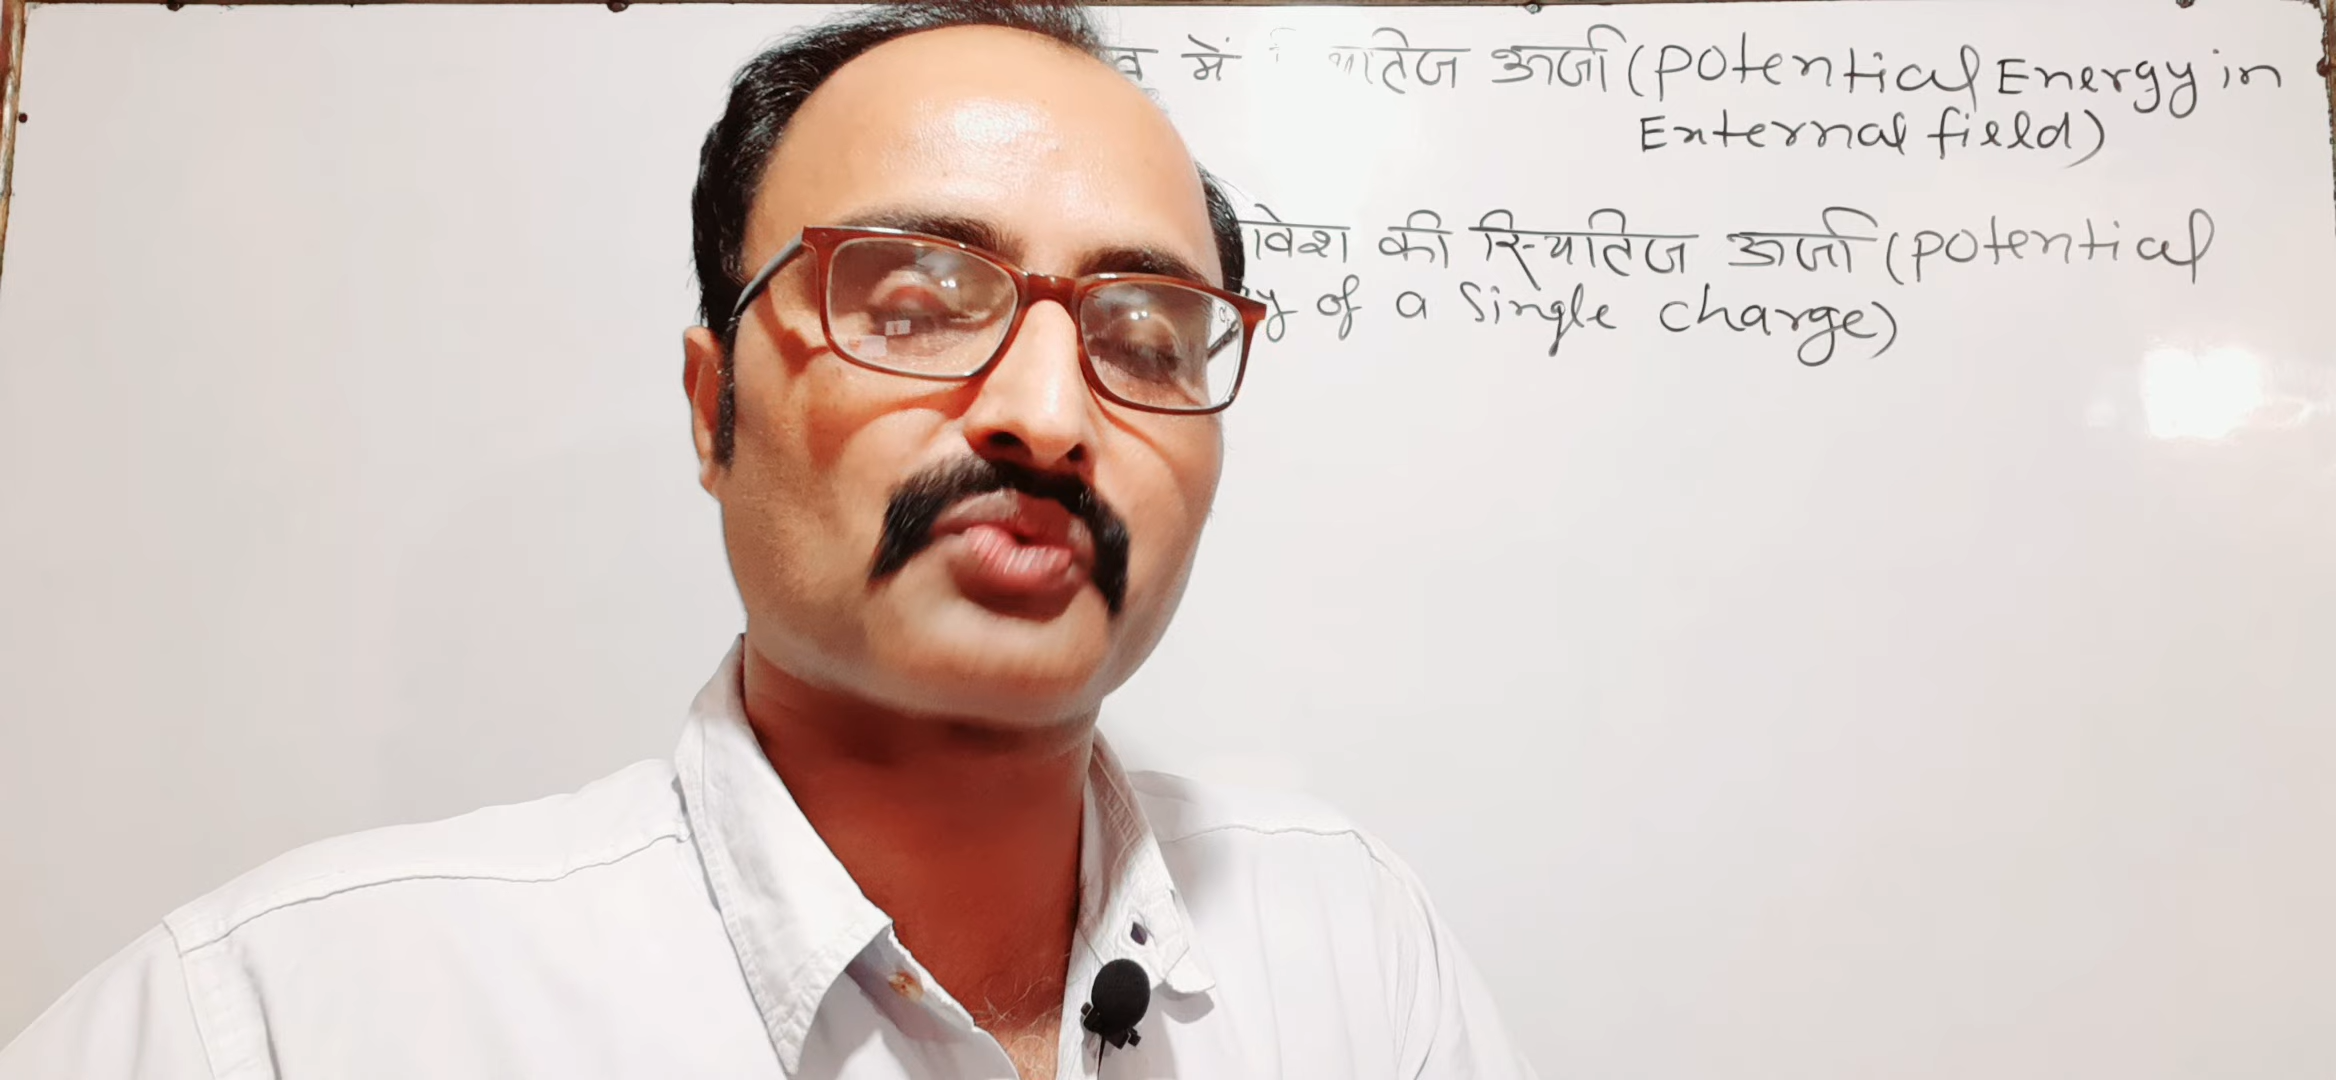 में ऊर्जा (Potential Energy in
External field)
की स्थितिज ऊर्जा (Potential
of a Single charge)